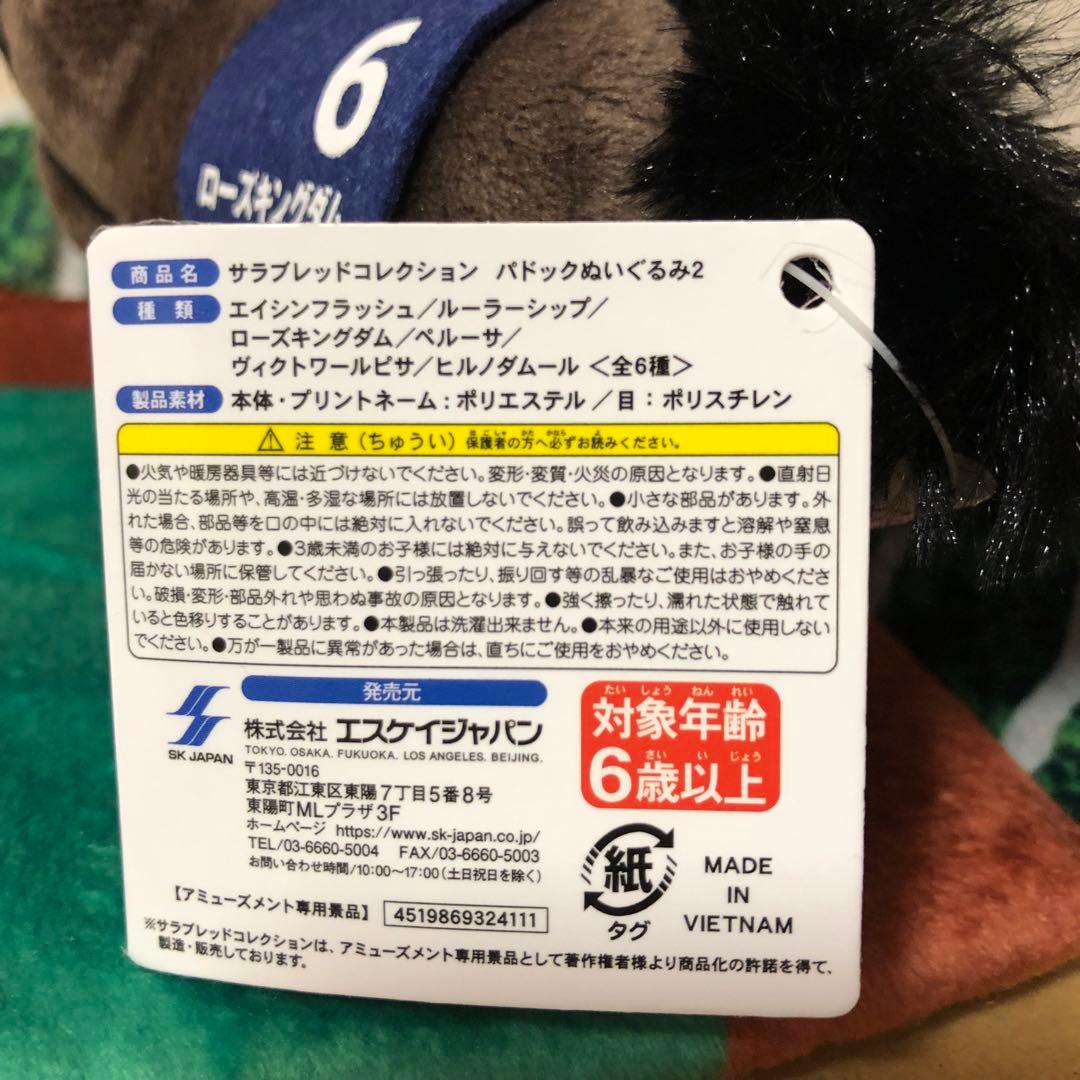 6
ローズキングダム
商品名 サラブレッドコレクション パドックぬいぐるみ2
種類 エイシンフラッシュ／ルーラーシップ／
ローズキングダム／ペルーサ／
ヴィクトワールピサ／ヒルノダムール ＜全6種＞
製品素材 本体・プリントネーム：ポリエステル ／目：ポリスチレン
⚠ 注意（ちゅうい）保護者の方へ必ずお読みください。
ほごしゃ かた かなら よ
●火気や暖房器具等には近づけないでください。変形・変質・火災の原因となります。●直射日
光の当たる場所や、高温・多湿な場所には放置しないでください。●小さな部品があります。外
れた場合、部品等を口の中には絶対に入れないでください。誤って飲み込みますと溶解や窒息
等の危険があります。●3歳未満のお子様には絶対に与えないでください。また、お子様の手の
届かない場所に保管してください。●引っ張ったり、振り回す等の乱暴なご使用はおやめくださ
い。破損・変形・部品外れや思わぬ事故の原因となります。●強く擦ったり、濡れた状態で触れて
いると色移りすることがあります。●本製品は洗濯出来ません。●本来の用途以外に使用しない
でください。●万が一製品に異常があった場合は、直ちにご使用をおやめください。
発売元
SK JAPAN
株式会社 エスケイジャパン
TOKYO. OSAKA. FUKUOKA. LOS ANGELES. BEIJING.
〒135-0016
東京都江東区東陽7丁目5番8号
東陽町MLプラザ3F
ホームページ https://www.sk-japan.co.jp/
TEL/03-6660-5004 FAX/03-6660-5003
お問い合わせ時間/10:00〜17:00（土日祝日を除く）
たいしょうねんれい
対象年齢
さい いじょう
6歳以上
紙
タグ
MADE
IN
VIETNAM
【アミューズメント専用景品】 4519869324111
※サラブレッドコレクションは、アミューズメント専用景品として著作権者様より商品化の許諾を得て、
製造・販売しております。